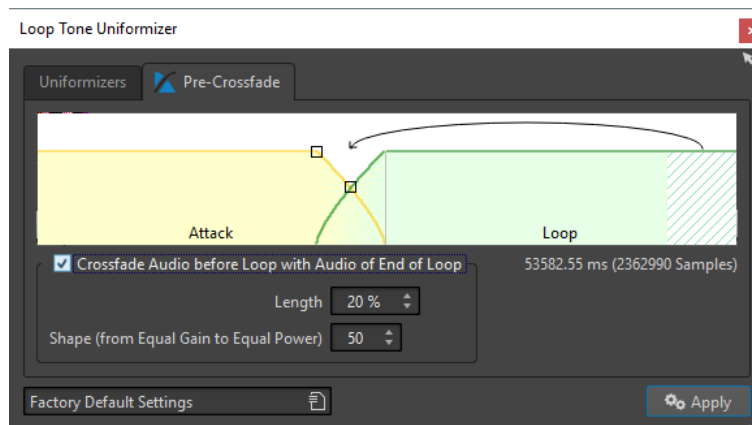 Loop Tone Uniformizer
Uniformizers
Pre-Crossfade
Attack
Loop
Crossfade Audio before Loop with Audio of End of Loop
53582.55 ms (2362990 Samples)
Length 20 %
Shape (from Equal Gain to Equal Power) 50
Factory Default Settings
Apply